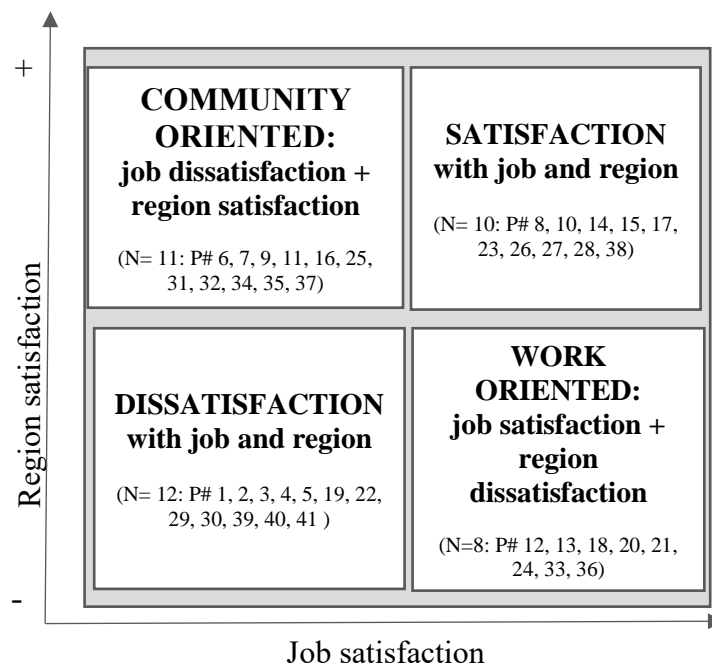 +
COMMUNITY
ORIENTED:
job dissatisfaction +
region satisfaction
(N= 11: P# 6, 7, 9, 11, 16, 25,
31, 32, 34, 35, 37)
SATISFACTION
with job and region
(N= 10: P# 8, 10, 14, 15, 17,
23, 26, 27, 28, 38)
Region satisfaction
DISSATISFACTION
with job and region
(N= 12: P# 1, 2, 3, 4, 5, 19, 22,
29, 30, 39, 40, 41 )
WORK
ORIENTED:
job satisfaction +
region
dissatisfaction
(N=8: P# 12, 13, 18, 20, 21,
24, 33, 36)
-
Job satisfaction